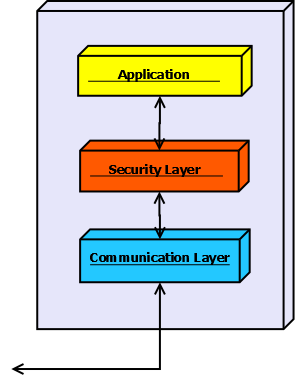 Application
Security Layer
Communication Layer